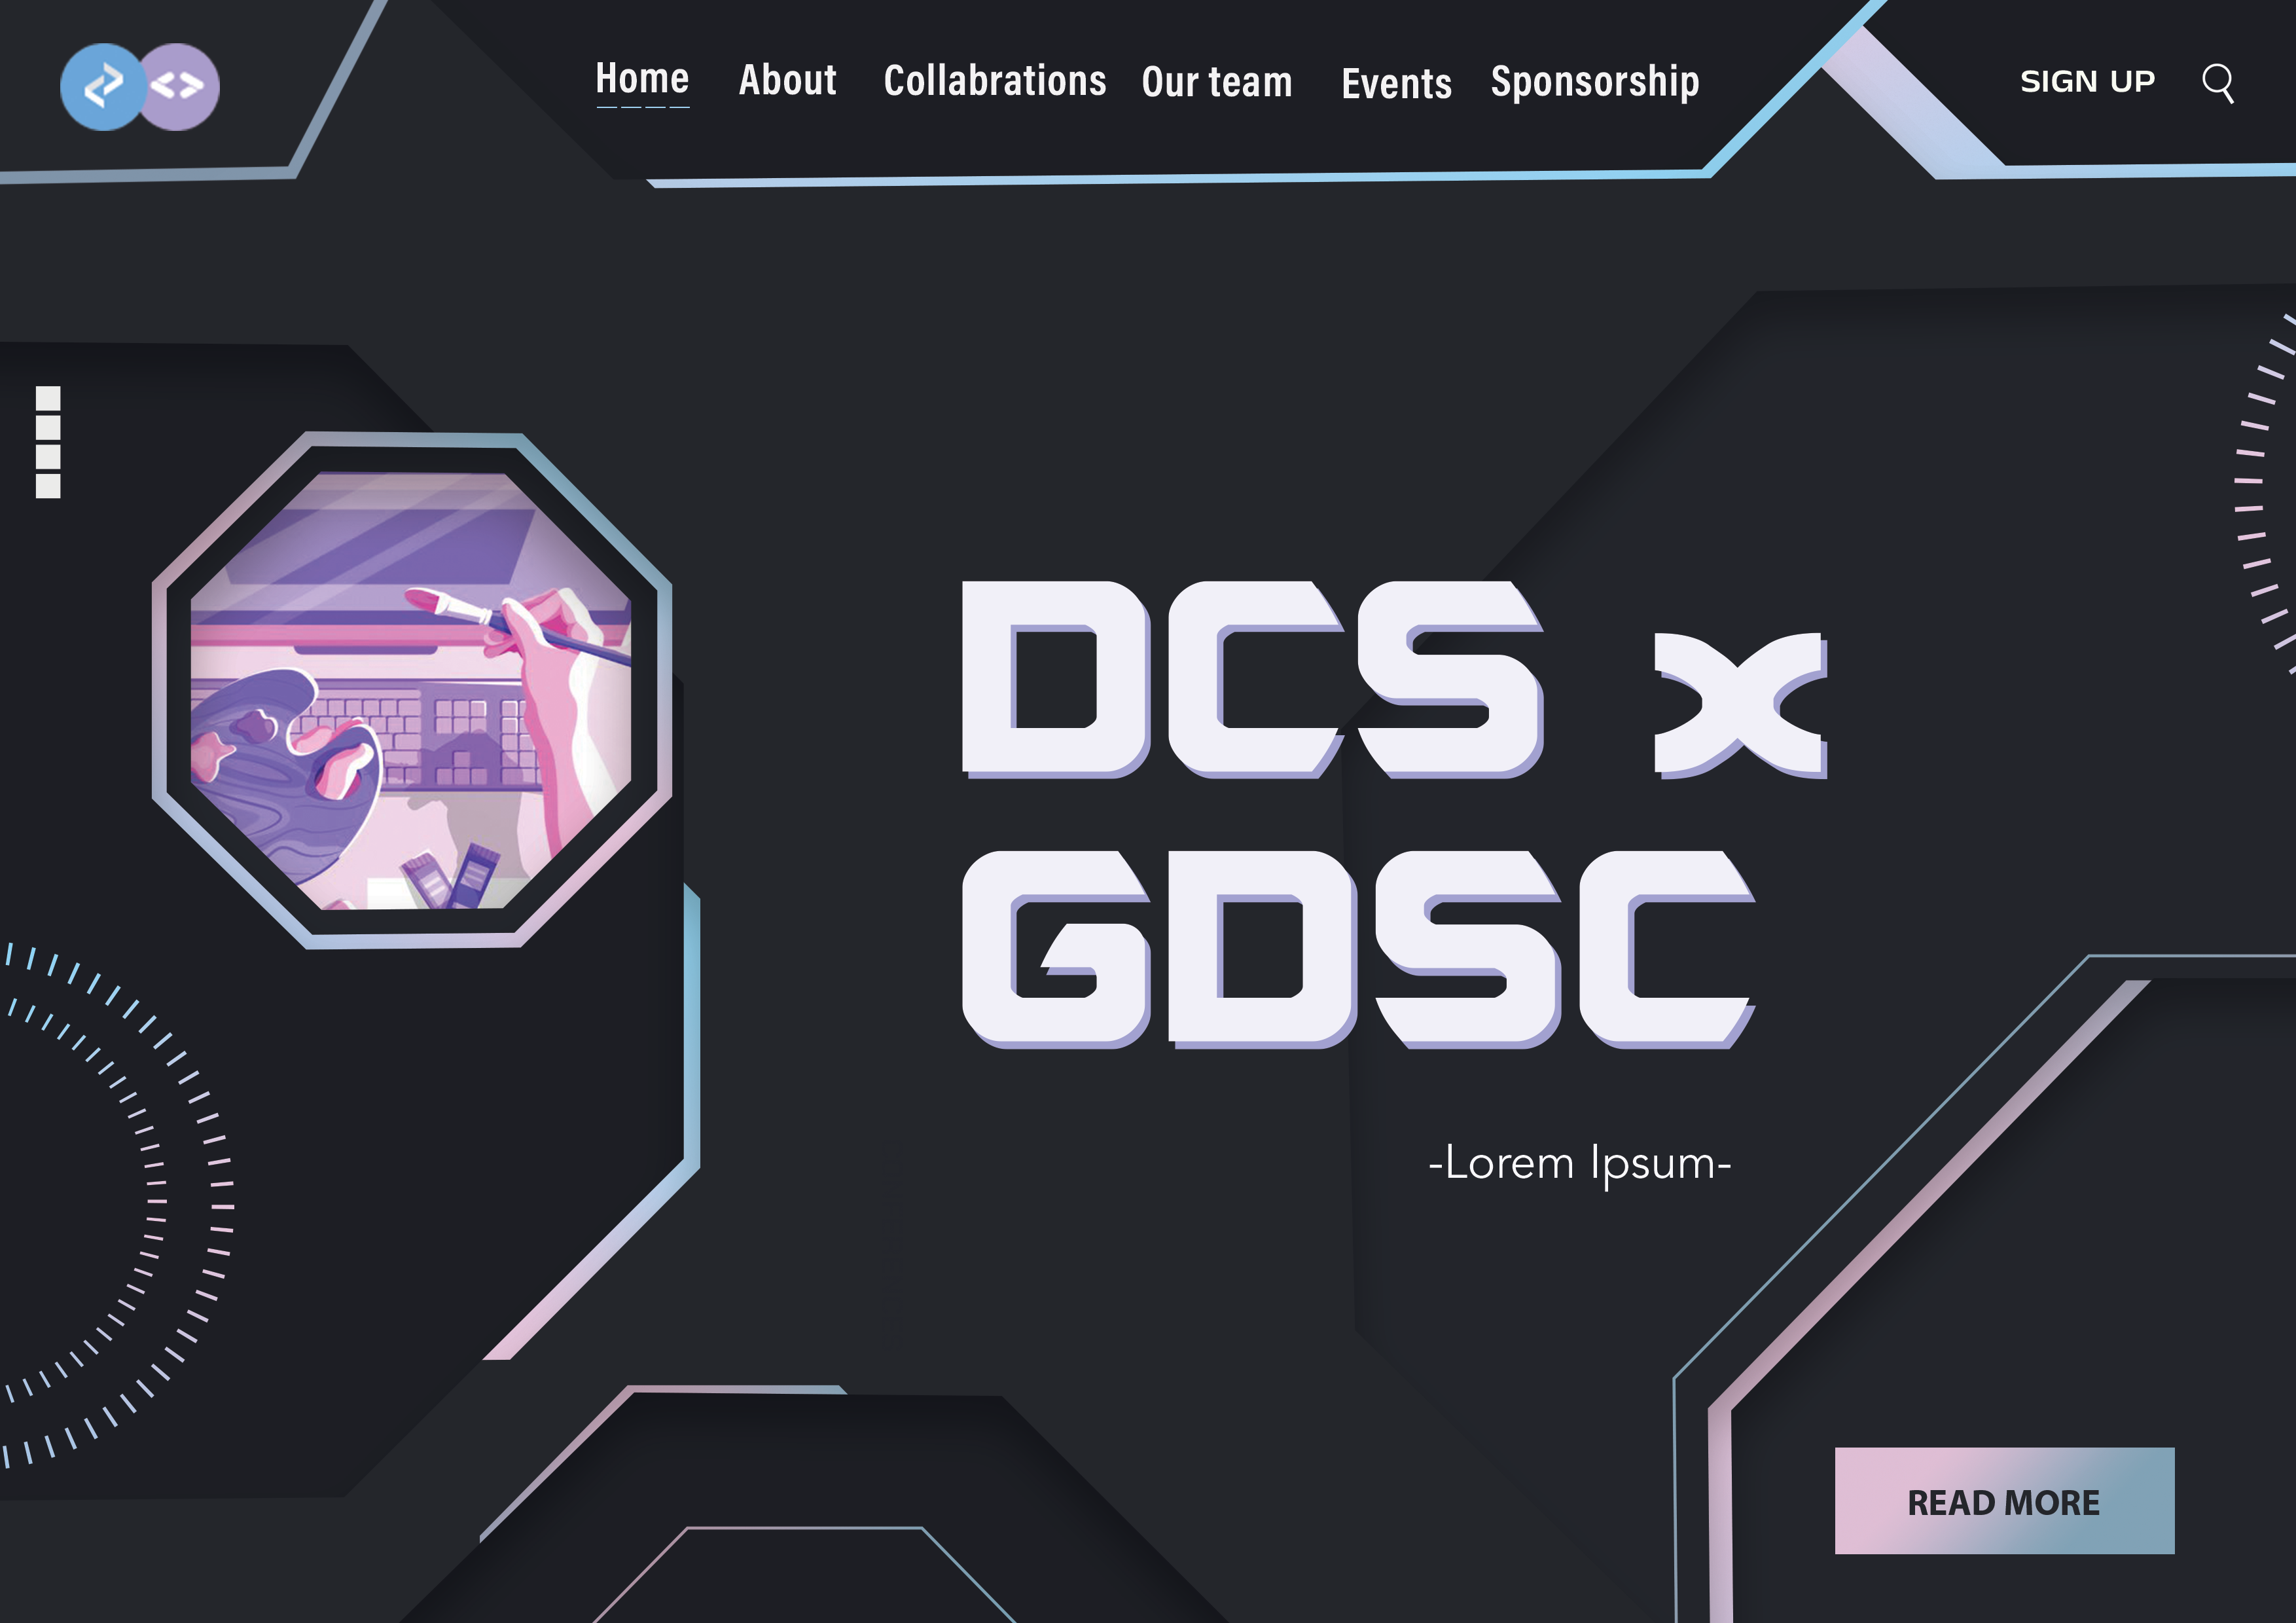 Home About Collabrations Our team Events Sponsorship SIGN UP
DCS x
GDSC
-Lorem Ipsum-
READ MORE